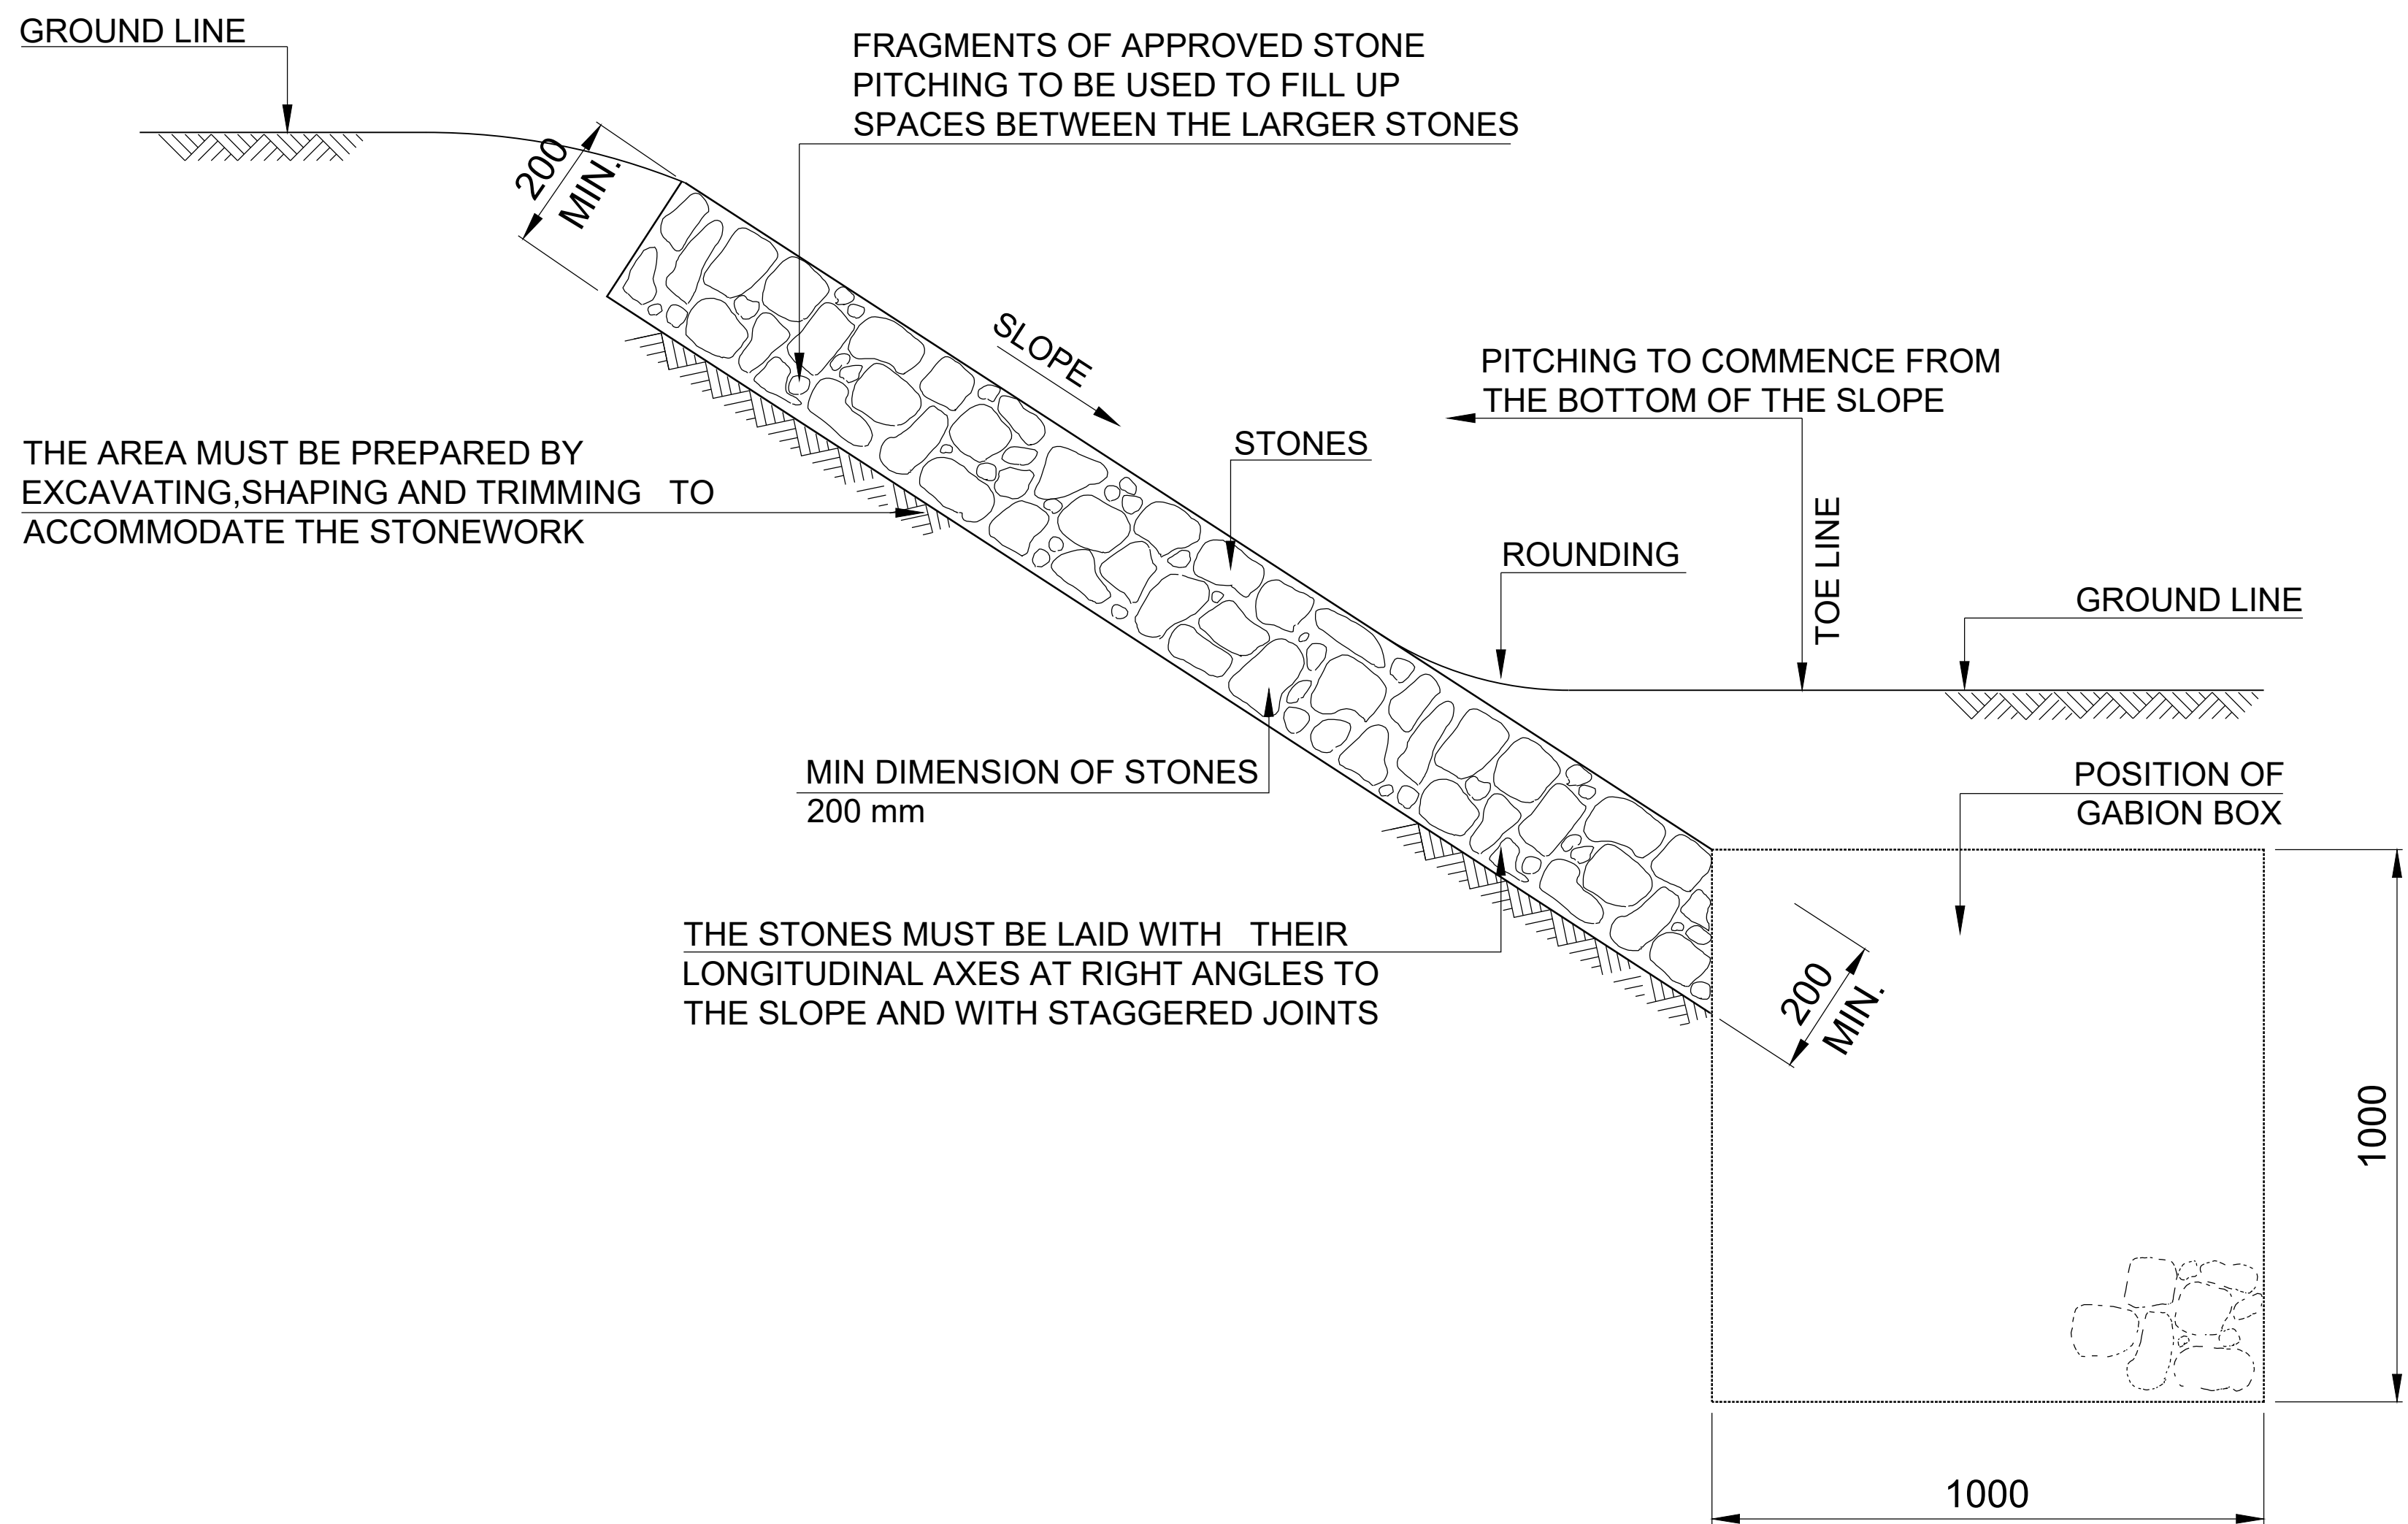 GROUND LINE
FRAGMENTS OF APPROVED STONE
PITCHING TO BE USED TO FILL UP
SPACES BETWEEN THE LARGER STONES
200
MIN.
SLOPE
PITCHING TO COMMENCE FROM
THE BOTTOM OF THE SLOPE
STONES
THE AREA MUST BE PREPARED BY
EXCAVATING,SHAPING AND TRIMMING TO
ACCOMMODATE THE STONEWORK
ROUNDING
TOE LINE
GROUND LINE
MIN DIMENSION OF STONES
200 mm
POSITION OF
GABION BOX
THE STONES MUST BE LAID WITH THEIR
LONGITUDINAL AXES AT RIGHT ANGLES TO
THE SLOPE AND WITH STAGGERED JOINTS
200
MIN.
1000
1000